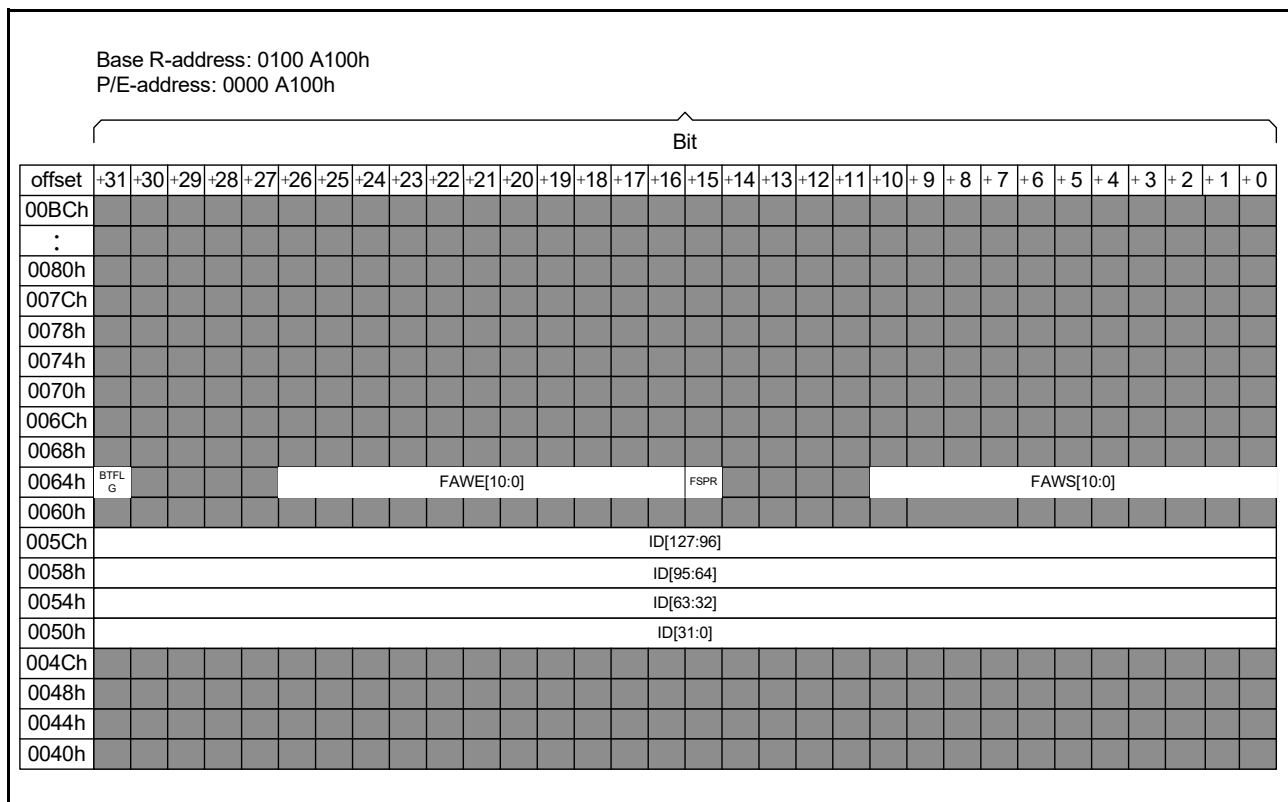 Base R-address: 0100 A100h
P/E-address: 0000 A100h
Bit
offset +31 +30 +29 +28 +27 +26 +25 +24 +23 +22 +21 +20 +19 +18 +17 +16 +15 +14 +13 +12 +11 +10 + 9 + 8 + 7 +6 + 5 + 4 + 3 + 2 + 1 + 0
00BCh
:
0080h
007Ch
0078h
0074h
0070h
006Ch
0068h
0064h BTFL G FAWE[10:0] FSPR FAWS[10:0]
0060h
005Ch ID[127:96]
0058h ID[95:64]
0054h ID[63:32]
0050h ID[31:0]
004Ch
0048h
0044h
0040h